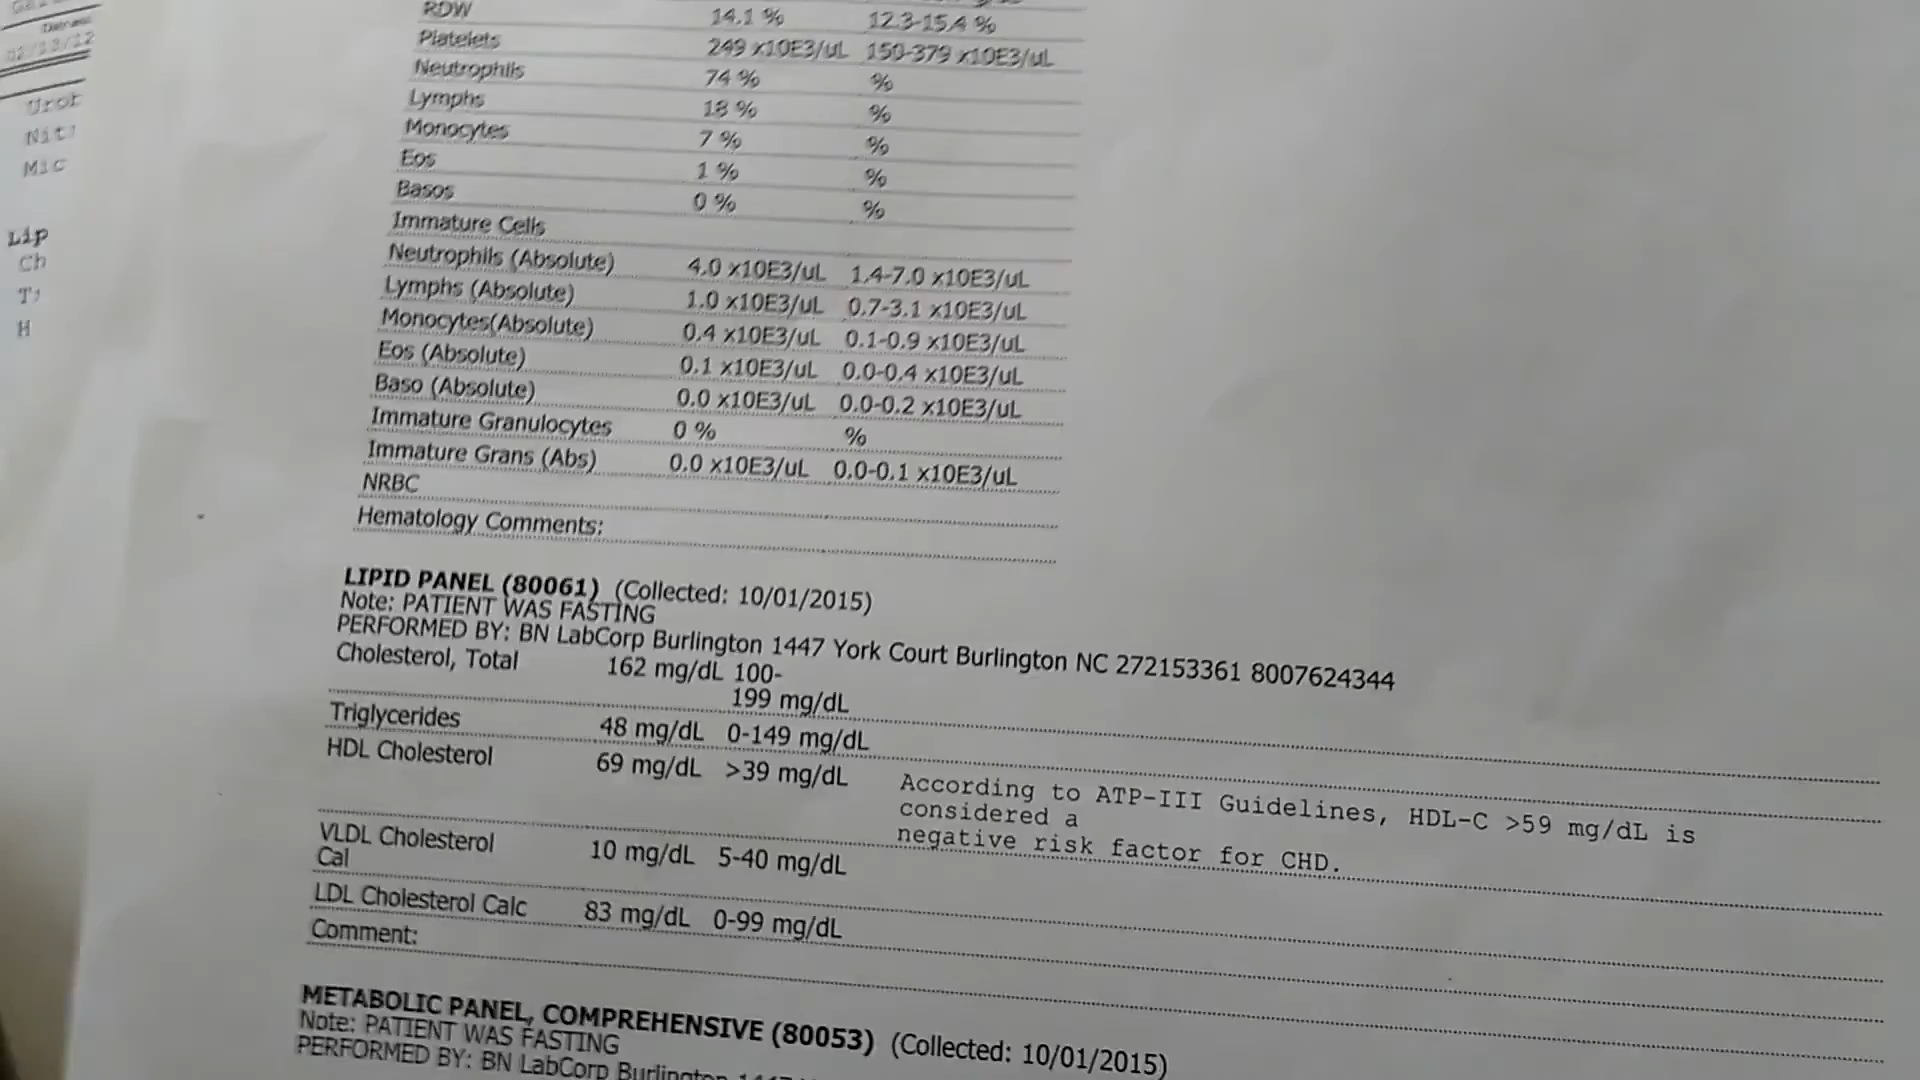 02/13/12
Urob
Nit
Mic
Lip
Ch
H
RDW 14.1 % 12.3-15.4 %
Platelets 249 x10E3/uL 150-379 x10E3/uL
Neutrophils 74 % %
Lymphs 18 % %
Monocytes 7 % %
Eos 1 % %
Basos 0 % %
Immature Cells
Neutrophils (Absolute) 4.0 x10E3/uL 1.4-7.0 x10E3/uL
Lymphs (Absolute) 1.0 x10E3/uL 0.7-3.1 x10E3/uL
Monocytes(Absolute) 0.4 x10E3/uL 0.1-0.9 x10E3/uL
Eos (Absolute) 0.1 x10E3/uL 0.0-0.4 x10E3/uL
Baso (Absolute) 0.0 x10E3/uL 0.0-0.2 x10E3/uL
Immature Granulocytes 0 % %
Immature Grans (Abs) 0.0 x10E3/uL 0.0-0.1 x10E3/uL
NRBC
Hematology Comments:
LIPID PANEL (80061) (Collected: 10/01/2015)
Note: PATIENT WAS FASTING
PERFORMED BY: BN LabCorp Burlington 1447 York Court Burlington NC 272153361 8007624344
Cholesterol, Total 162 mg/dL 100-
199 mg/dL
Triglycerides 48 mg/dL 0-149 mg/dL
HDL Cholesterol 69 mg/dL >39 mg/dL According to ATP-III Guidelines, HDL-C >59 mg/dL is
considered a
negative risk factor for CHD.
VLDL Cholesterol 10 mg/dL 5-40 mg/dL
Cal
LDL Cholesterol Calc 83 mg/dL 0-99 mg/dL
Comment:
METABOLIC PANEL, COMPREHENSIVE (80053) (Collected: 10/01/2015)
Note: PATIENT WAS FASTING
PERFORMED BY: BN LabCorp Burlington